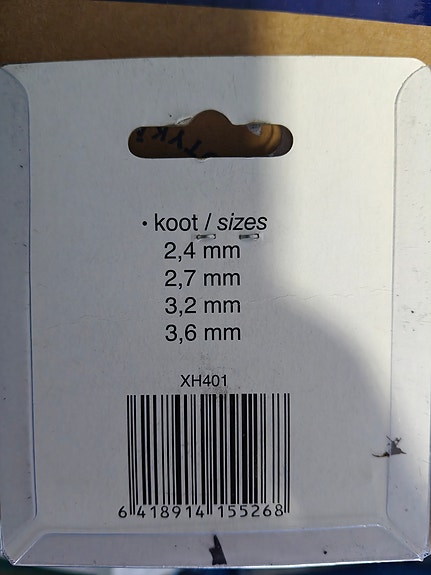 • koot / sizes
2,4 mm
2,7 mm
3,2 mm
3,6 mm
XH401
6 418914 155268